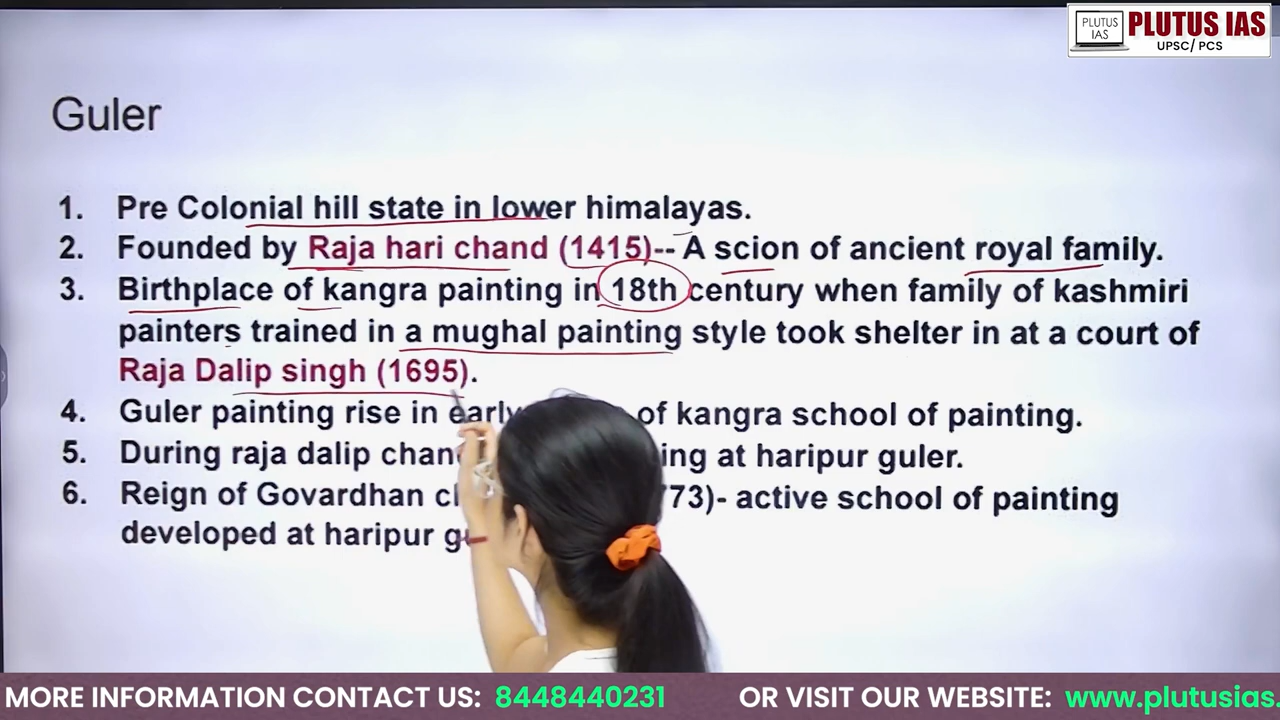 PLUTUS IAS
PLUTUS IAS
UPSC/ PCS
Guler
1. Pre Colonial hill state in lower himalayas.
2. Founded by Raja hari chand (1415)-- A scion of ancient royal family.
3. Birthplace of kangra painting in 18th century when family of kashmiri
painters trained in a mughal painting style took shelter in at a court of
Raja Dalip singh (1695).
4. Guler painting rise in early of kangra school of painting.
5. During raja dalip at haripur guler.
6. Reign of Govardhan 73)- active school of painting
developed at haripur
MORE INFORMATION CONTACT US: 8448440231 OR VISIT OUR WEBSITE: www.plutusias.